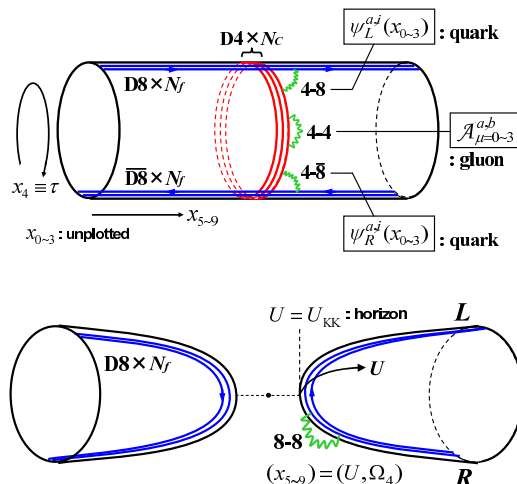 D4×N_C
ψ_L^{a,i}(x_{0~3}) : quark
D8×N_f
4-8
4-4
A_{μ=0~3}^{a,b}
: gluon
4-8̄
D̄8̄×N_f
x_4≡τ
x_{5~9}
x_{0~3} : unplotted
ψ_R^{a,i}(x_{0~3}) : quark
U=U_{KK} : horizon
L
D8×N_f
U
8-8
(x_{5~9})=(U,Ω_4)
R